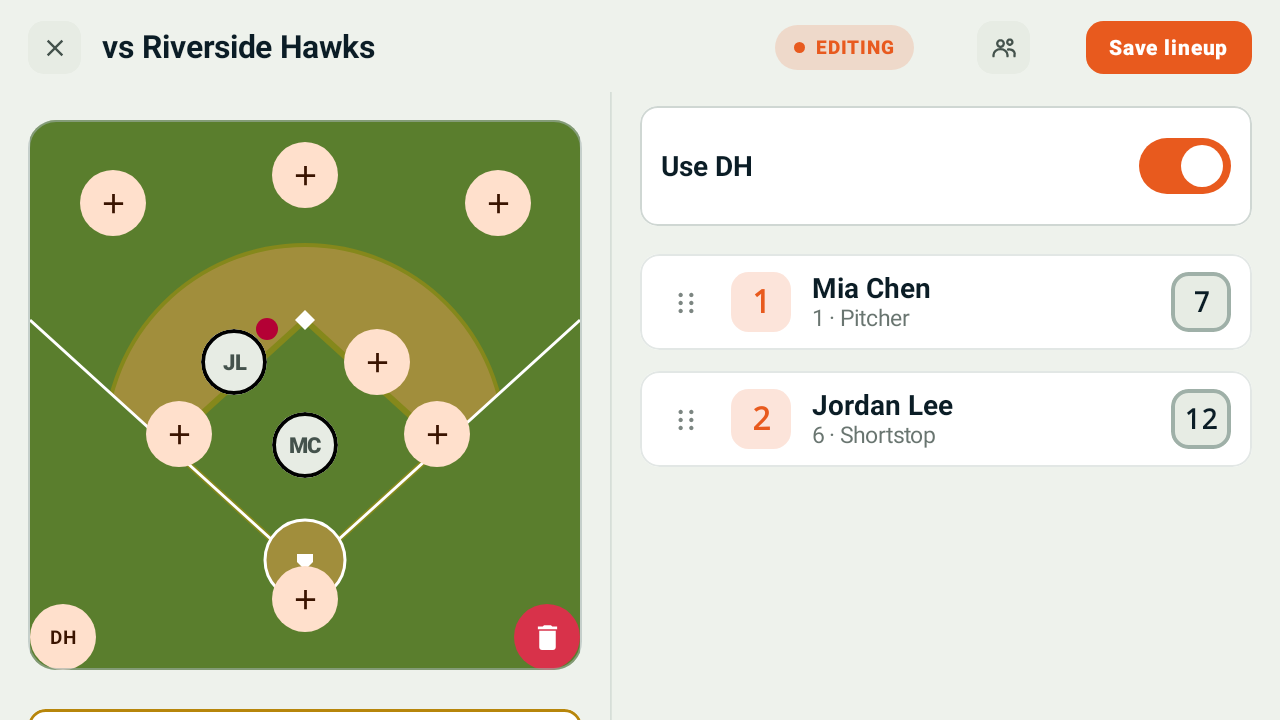 vs Riverside Hawks
EDITING
Save lineup
JL
MC
DH
Use DH
1
Mia Chen
1 · Pitcher
7
2
Jordan Lee
6 · Shortstop
12